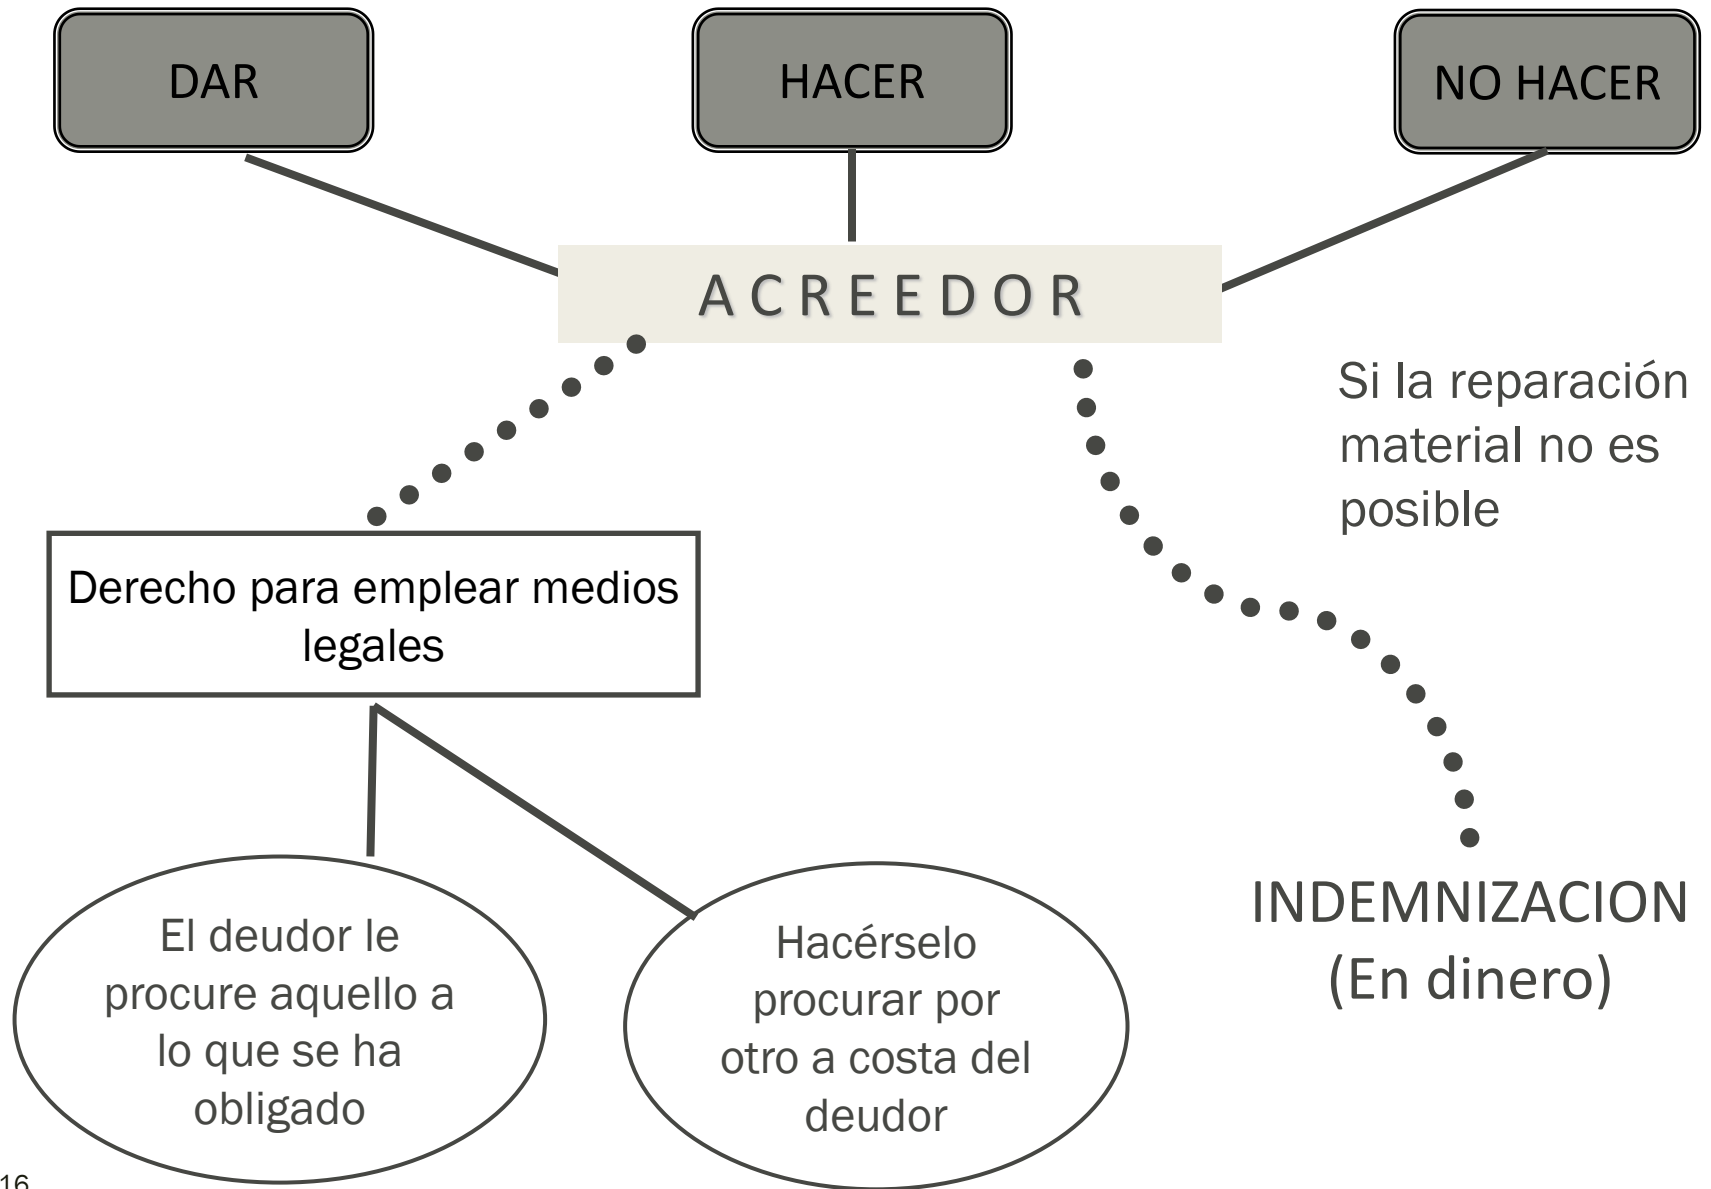 DAR
HACER
NO HACER
A C R E E D O R
Si la reparación
material no es
posible
Derecho para emplear medios
legales
El deudor le
procure aquello a
lo que se ha
obligado
Hacérselo
procurar por
otro a costa del
deudor
INDEMNIZACION
(En dinero)
16